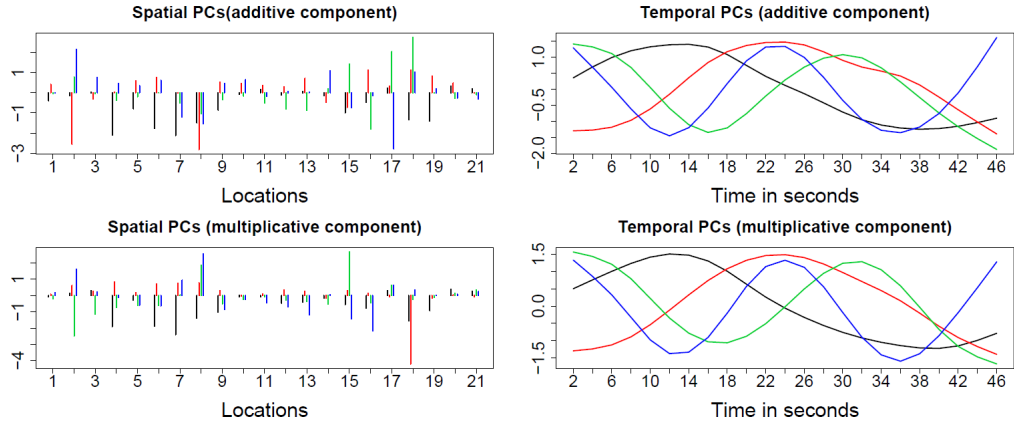 Spatial PCs(additive component)
1
−1
−3
1 3 5 7 9 11 13 15 17 19 21
Locations
Temporal PCs (additive component)
1.0
−0.5
−2.0
2 6 10 14 18 22 26 30 34 38 42 46
Time in seconds
Spatial PCs (multiplicative component)
1
−1
−4
1 3 5 7 9 11 13 15 17 19 21
Locations
Temporal PCs (multiplicative component)
1.5
0.0
−1.5
2 6 10 14 18 22 26 30 34 38 42 46
Time in seconds